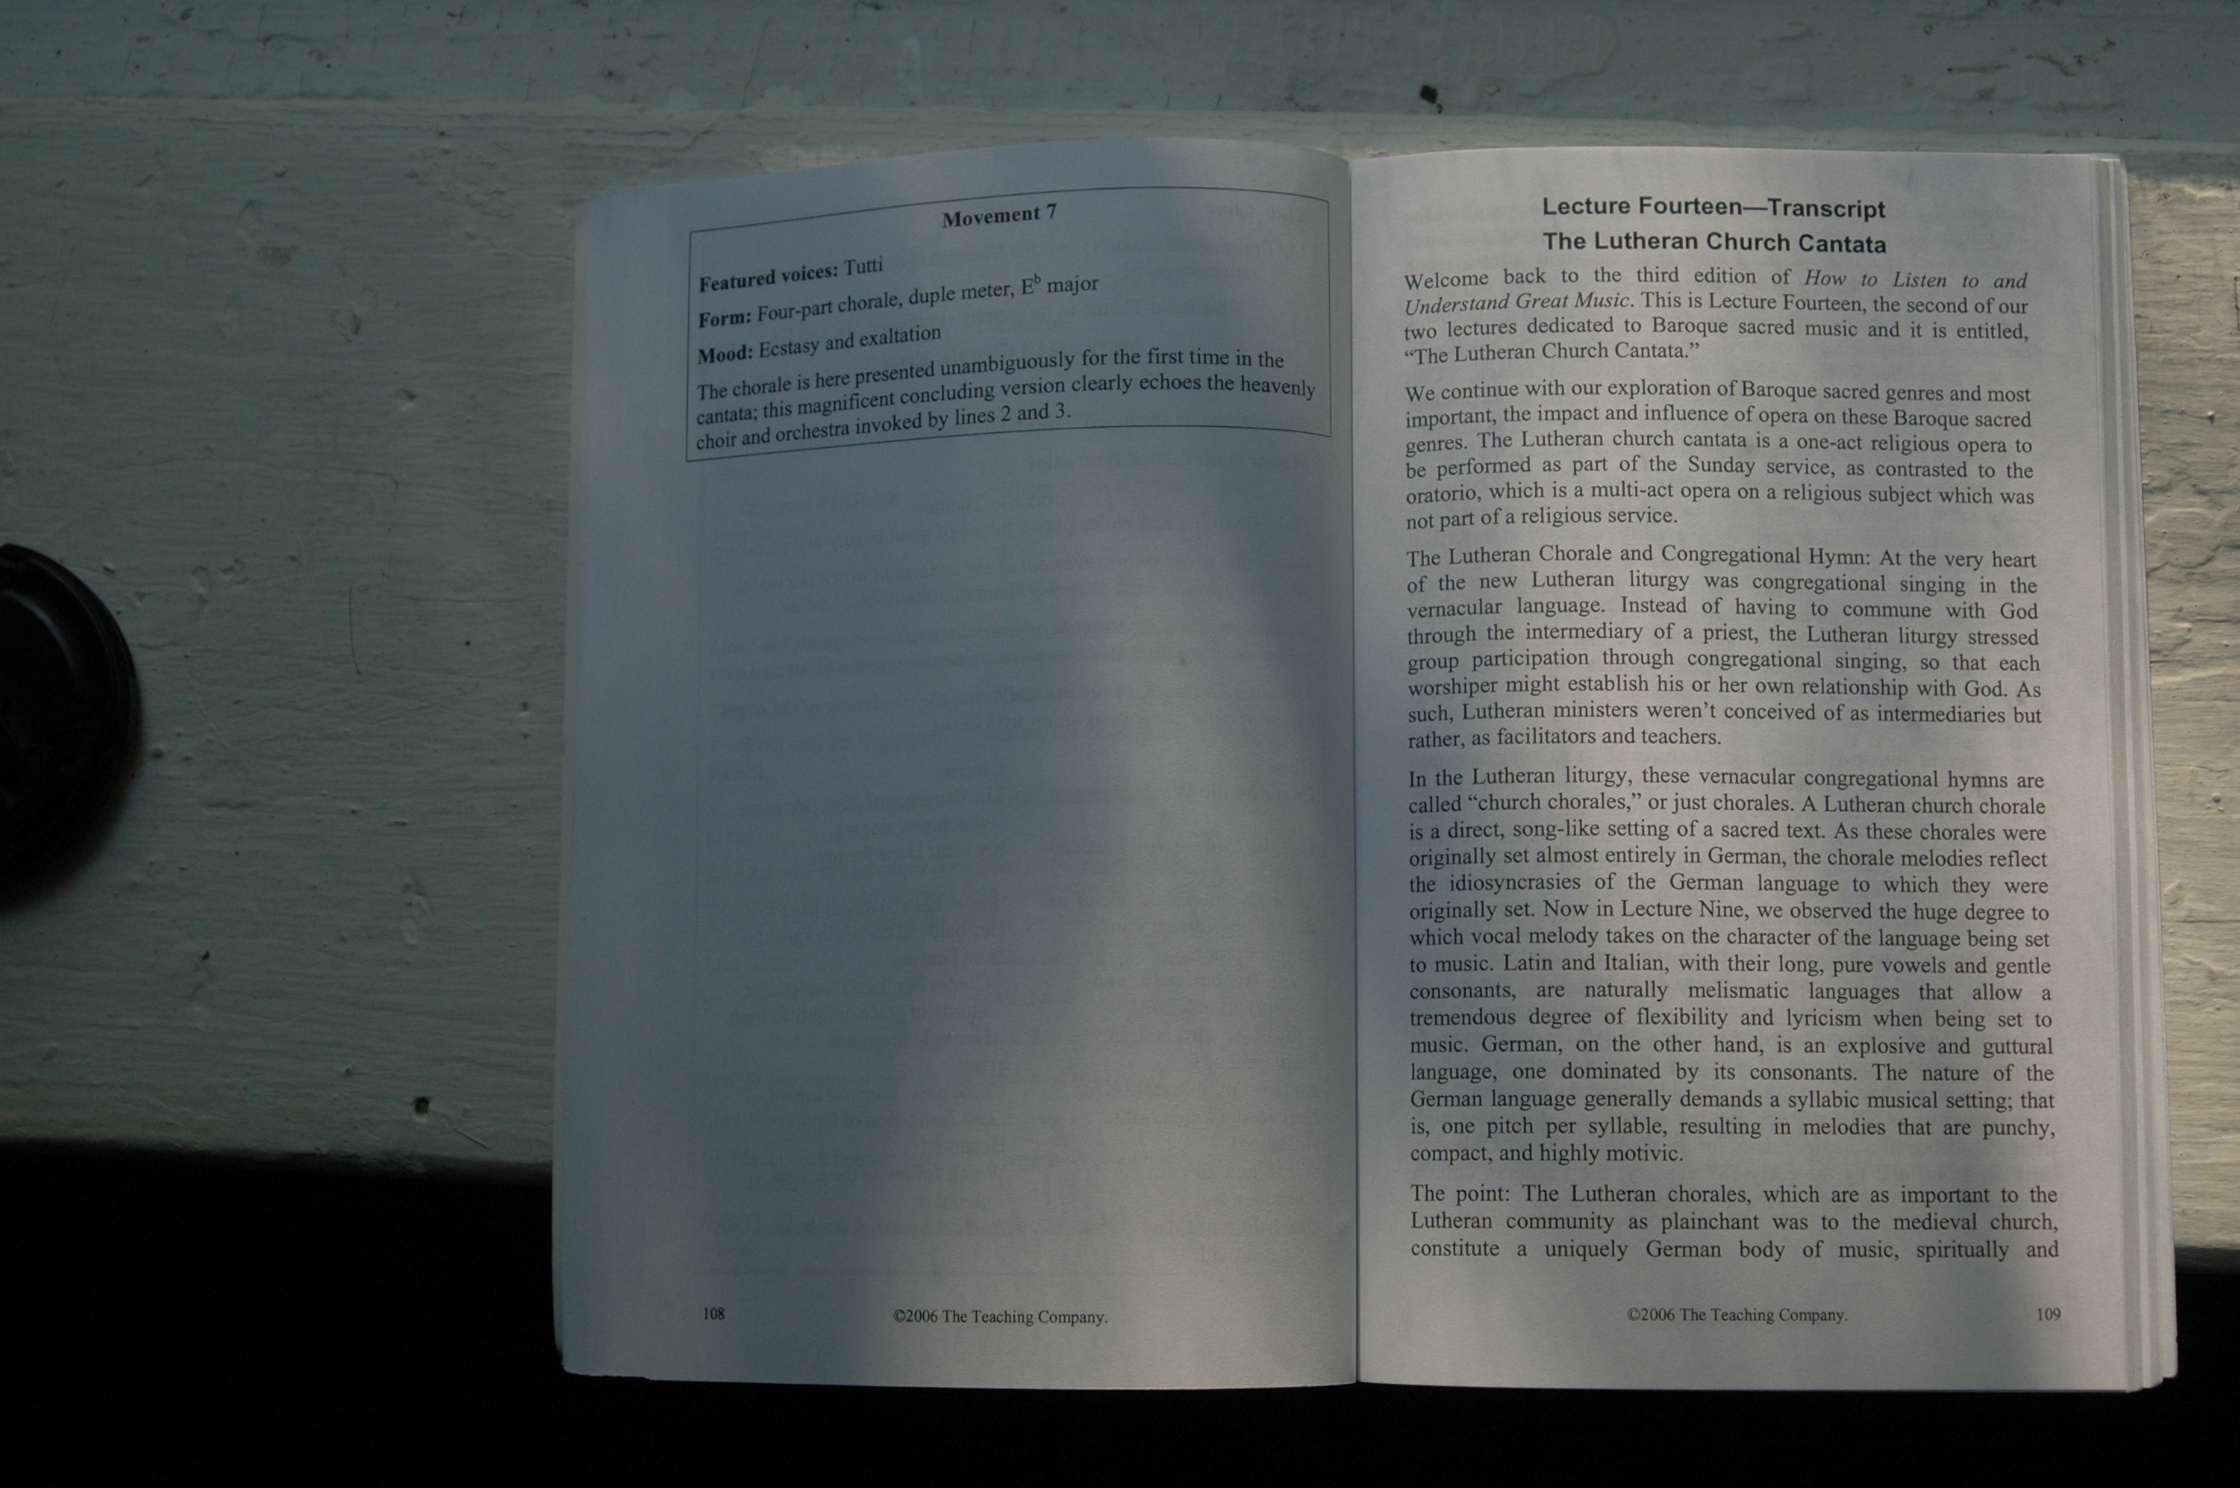 Movement 7
Featured voices: Tutti
Form: Four-part chorale, duple meter, E♭ major
Mood: Ecstasy and exaltation
The chorale is here presented unambiguously for the first time in the
cantata; this magnificent concluding version clearly echoes the heavenly
choir and orchestra invoked by lines 2 and 3.
108
©2006 The Teaching Company.
Lecture Fourteen—Transcript
The Lutheran Church Cantata
Welcome back to the third edition of How to Listen to and
Understand Great Music. This is Lecture Fourteen, the second of our
two lectures dedicated to Baroque sacred music and it is entitled,
“The Lutheran Church Cantata.”
We continue with our exploration of Baroque sacred genres and most
important, the impact and influence of opera on these Baroque sacred
genres. The Lutheran church cantata is a one-act religious opera to
be performed as part of the Sunday service, as contrasted to the
oratorio, which is a multi-act opera on a religious subject which was
not part of a religious service.
The Lutheran Chorale and Congregational Hymn: At the very heart
of the new Lutheran liturgy was congregational singing in the
vernacular language. Instead of having to commune with God
through the intermediary of a priest, the Lutheran liturgy stressed
group participation through congregational singing, so that each
worshiper might establish his or her own relationship with God. As
such, Lutheran ministers weren’t conceived of as intermediaries but
rather, as facilitators and teachers.
In the Lutheran liturgy, these vernacular congregational hymns are
called “church chorales,” or just chorales. A Lutheran church chorale
is a direct, song-like setting of a sacred text. As these chorales were
originally set almost entirely in German, the chorale melodies reflect
the idiosyncrasies of the German language to which they were
originally set. Now in Lecture Nine, we observed the huge degree to
which vocal melody takes on the character of the language being set
to music. Latin and Italian, with their long, pure vowels and gentle
consonants, are naturally melismatic languages that allow a
tremendous degree of flexibility and lyricism when being set to
music. German, on the other hand, is an explosive and guttural
language, one dominated by its consonants. The nature of the
German language generally demands a syllabic musical setting; that
is, one pitch per syllable, resulting in melodies that are punchy,
compact, and highly motivic.
The point: The Lutheran chorales, which are as important to the
Lutheran community as plainchant was to the medieval church,
constitute a uniquely German body of music, spiritually and
©2006 The Teaching Company.
109